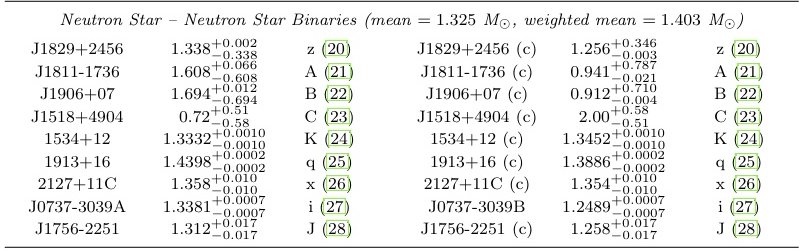 Neutron Star – Neutron Star Binaries (mean = 1.325 M⊙, weighted mean = 1.403 M⊙)
J1829+2456 1.338+0.002−0.338 z (20) J1829+2456 (c) 1.256+0.346−0.003 z (20)
J1811-1736 1.608+0.066−0.608 A (21) J1811-1736 (c) 0.941+0.787−0.021 A (21)
J1906+07 1.694+0.012−0.694 B (22) J1906+07 (c) 0.912+0.710−0.004 B (22)
J1518+4904 0.72+0.51−0.58 C (23) J1518+4904 (c) 2.00+0.58−0.51 C (23)
1534+12 1.3332+0.0010−0.0010 K (24) 1534+12 (c) 1.3452+0.0010−0.0010 K (24)
1913+16 1.4398+0.0002−0.0002 q (25) 1913+16 (c) 1.3886+0.0002−0.0002 q (25)
2127+11C 1.358+0.010−0.010 x (26) 2127+11C (c) 1.354+0.010−0.010 x (26)
J0737-3039A 1.3381+0.0007−0.0007 i (27) J0737-3039B 1.2489+0.0007−0.0007 i (27)
J1756-2251 1.312+0.017−0.017 J (28) J1756-2251 (c) 1.258+0.017−0.017 J (28)